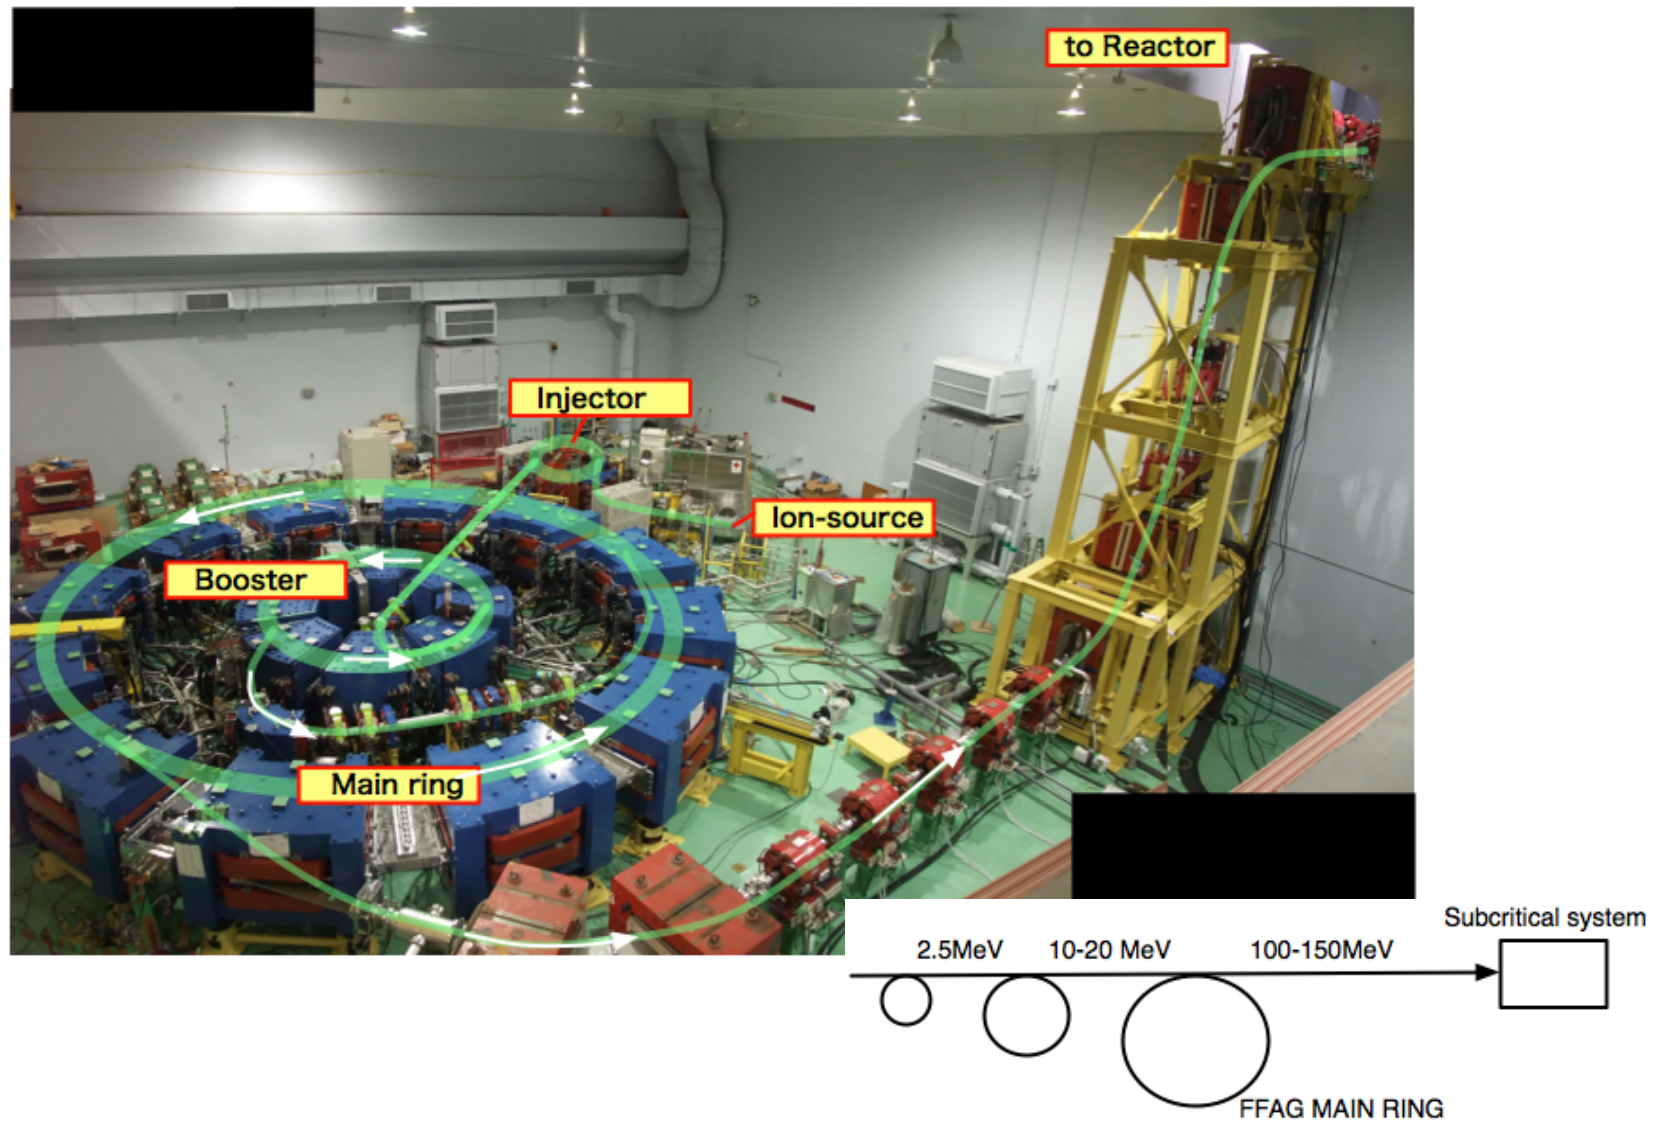 to Reactor
Injector
Ion-source
Booster
Main ring
Subcritical system
2.5MeV
10-20 MeV
100-150MeV
FFAG MAIN RING